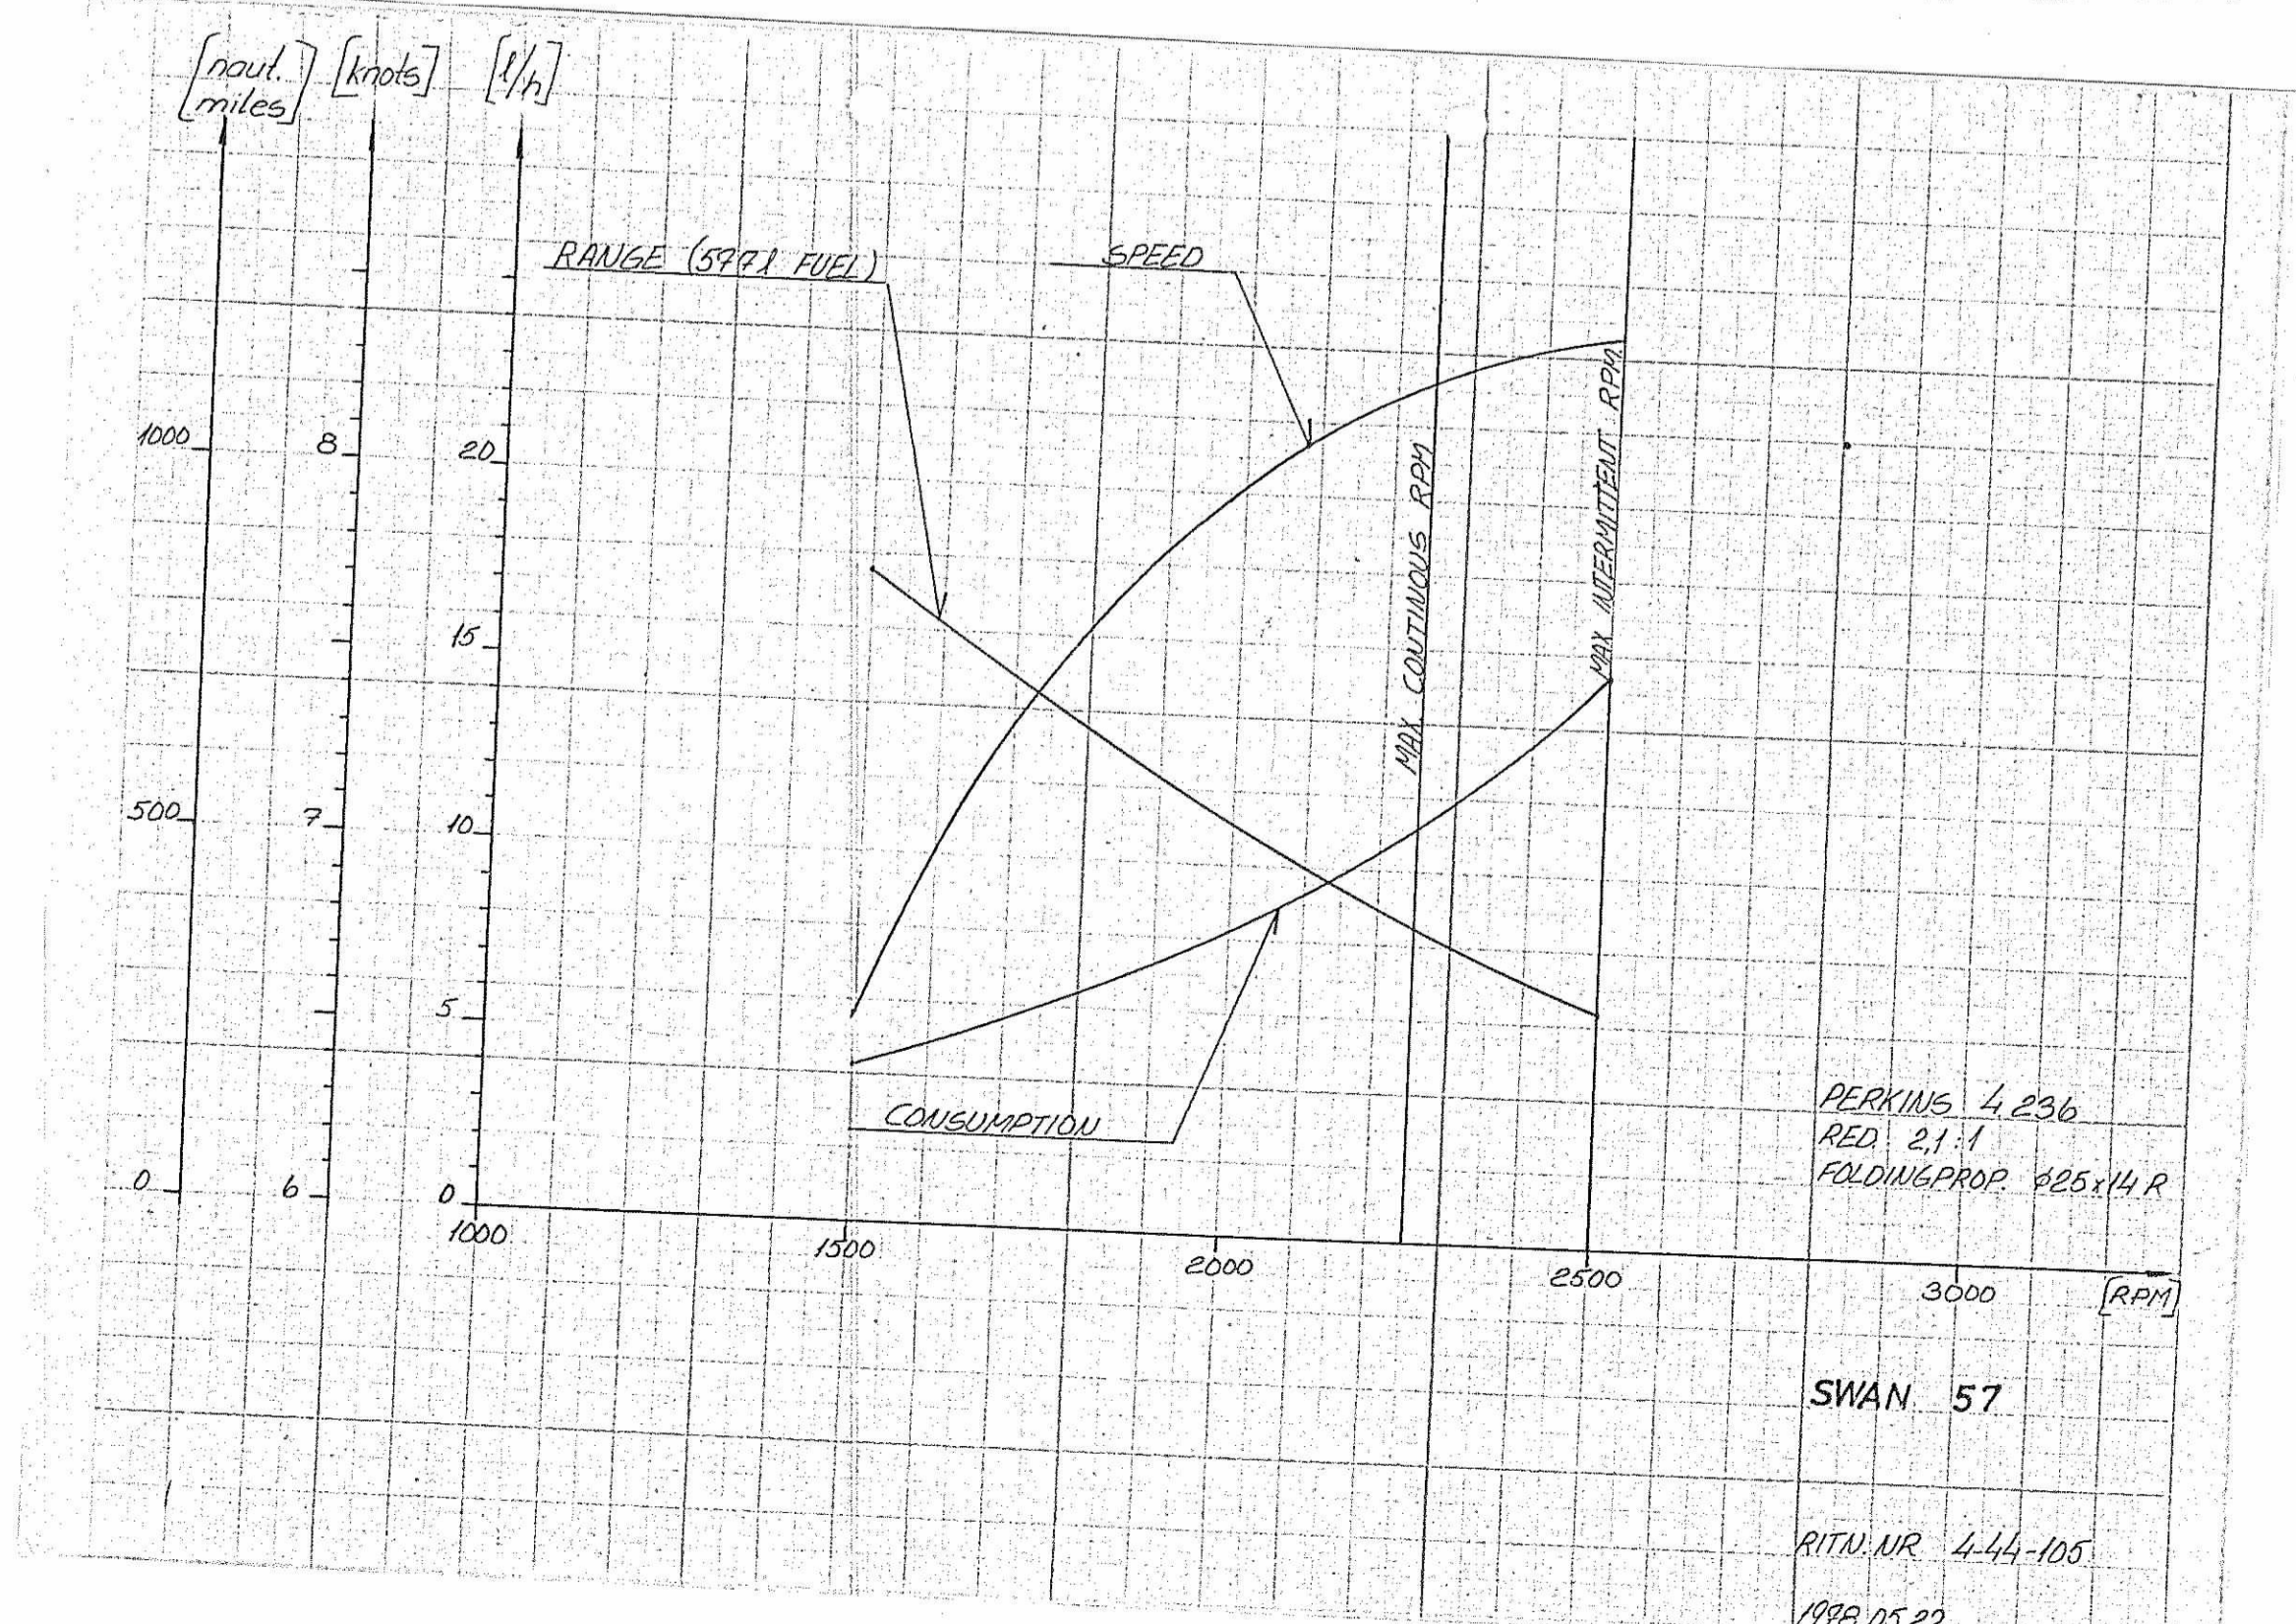 [naut. miles] [knots] [l/h]
RANGE (577l FUEL)
SPEED
MAX CONTINOUS RPM
MAX INTERMITTENT RPM.
CONSUMPTION
1000
500
0
8
7
6
20
15
10
5
0
1000 1500 2000 2500 3000 [RPM]
PERKINS 4.236
RED. 2,1:1
FOLDINGPROP. φ25x14 R
SWAN 57
RITN. NR 4-44-105